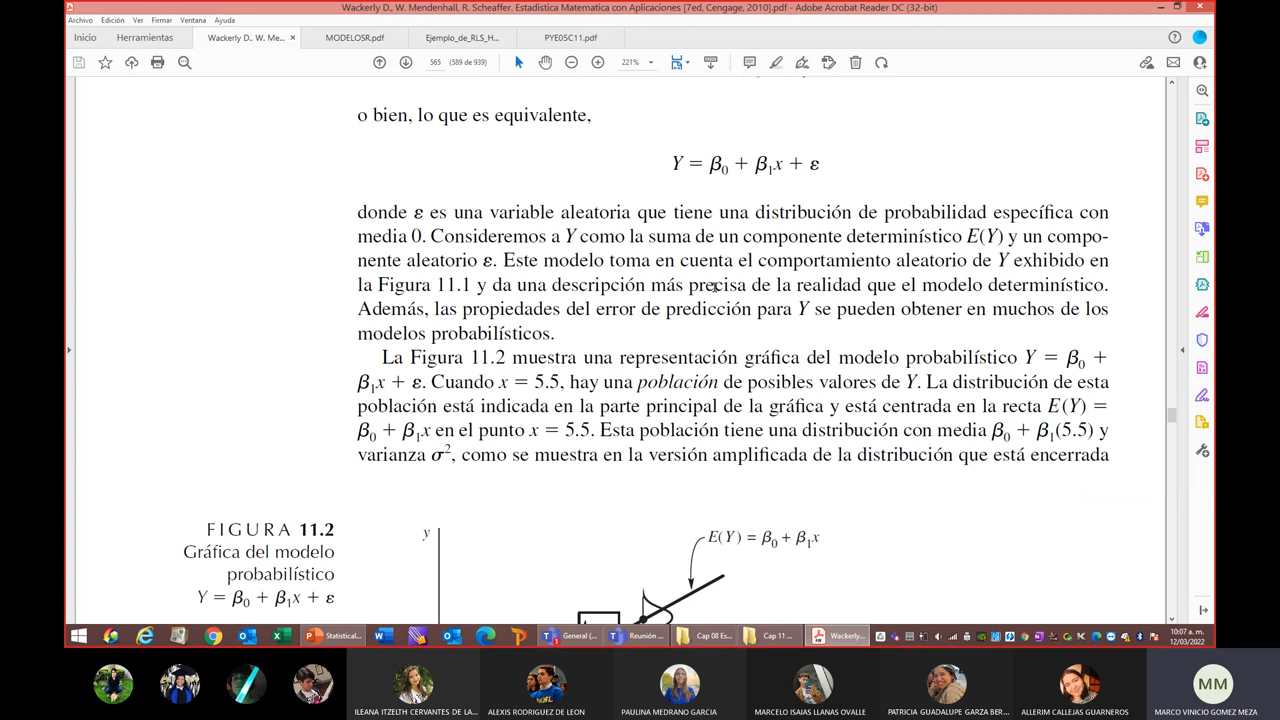 Wackerly D., W. Mendenhall, R. Scheaffer. Estadística Matematica con Aplicaciones [7ed, Cengage, 2010].pdf - Adobe Acrobat Reader DC (32-bit)
Archivo Edición Ver Firmar Ventana Ayuda
Inicio Herramientas Wackerly D., W. Me... × MODELOSR.pdf Ejemplo_de_RLS_H... PYE05C11.pdf
565 (589 de 939) 221%
o bien, lo que es equivalente,
Y = β₀ + β₁x + ε
donde ε es una variable aleatoria que tiene una distribución de probabilidad específica con
media 0. Consideremos a Y como la suma de un componente determinístico E(Y) y un compo-
nente aleatorio ε. Este modelo toma en cuenta el comportamiento aleatorio de Y exhibido en
la Figura 11.1 y da una descripción más precisa de la realidad que el modelo determinístico.
Además, las propiedades del error de predicción para Y se pueden obtener en muchos de los
modelos probabilísticos.
La Figura 11.2 muestra una representación gráfica del modelo probabilístico Y = β₀ +
β₁x + ε. Cuando x = 5.5, hay una población de posibles valores de Y. La distribución de esta
población está indicada en la parte principal de la gráfica y está centrada en la recta E(Y) =
β₀ + β₁x en el punto x = 5.5. Esta población tiene una distribución con media β₀ + β₁(5.5) y
varianza σ², como se muestra en la versión amplificada de la distribución que está encerrada
FIGURA 11.2
Gráfica del modelo
probabilístico
Y = β₀ + β₁x + ε
y
E(Y) = β₀ + β₁x
Statistical... General (... Reunión ... Cap 08 Es... Cap 11 ... Wackerly...
10:07 a. m.
12/03/2022
ILEANA ITZELTH CERVANTES DE LA... ALEXIS RODRIGUEZ DE LEON PAULINA MEDRANO GARCIA MARCELO ISAIAS LLANAS OVALLE PATRICIA GUADALUPE GARZA BER... ALLERIM CALLEJAS GUARNEROS MM MARCO VINICIO GOMEZ MEZA